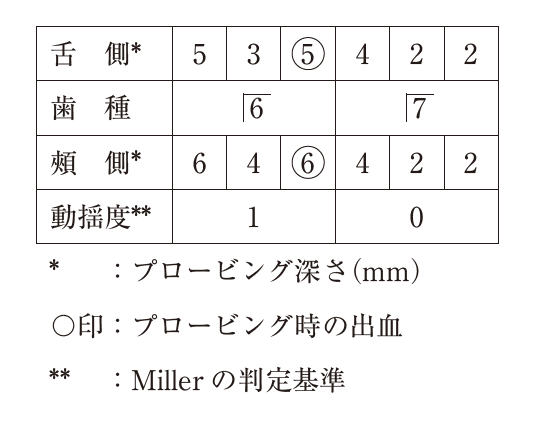 舌　側* 5 3 ⑤ 4 2 2
歯　種 6 7
頰　側* 6 4 ⑥ 4 2 2
動揺度** 1 0
*　：プロービング深さ(mm)
○印：プロービング時の出血
**　：Millerの判定基準